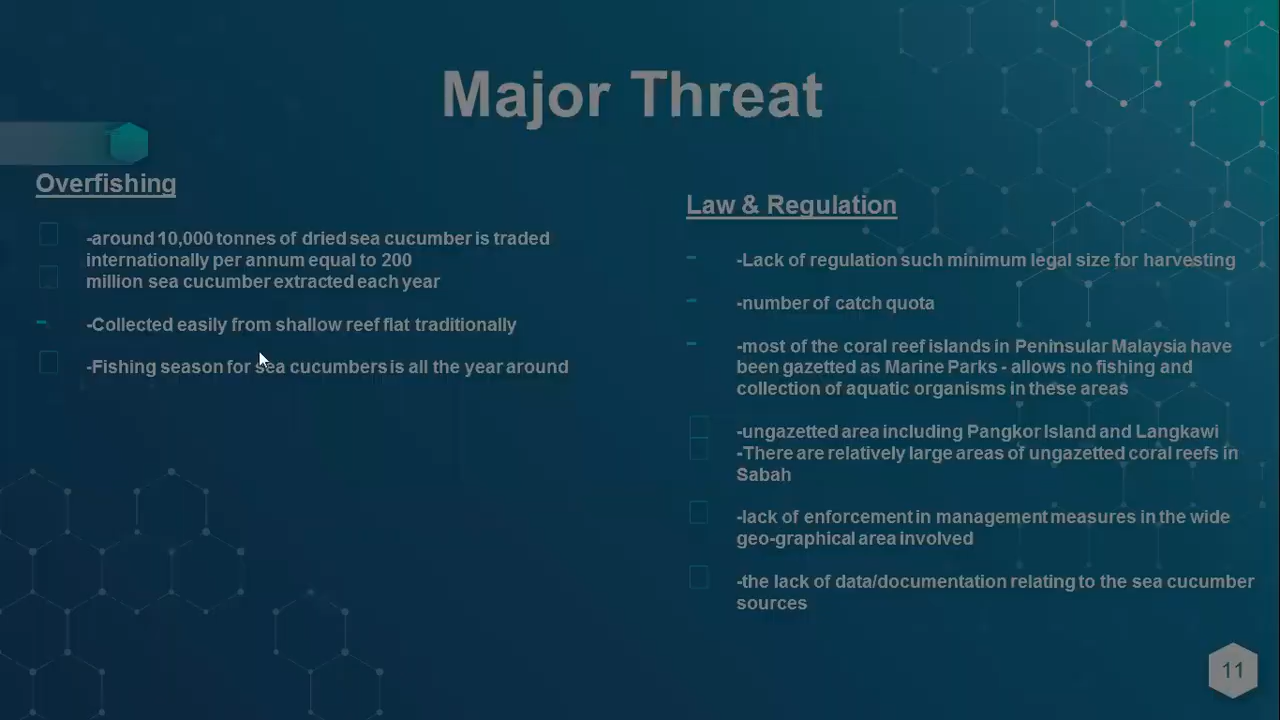 Major Threat
Overfishing
-around 10,000 tonnes of dried sea cucumber is traded
internationally per annum equal to 200
million sea cucumber extracted each year
-Collected easily from shallow reef flat traditionally
-Fishing season for sea cucumbers is all the year around
Law & Regulation
-Lack of regulation such minimum legal size for harvesting
-number of catch quota
-most of the coral reef islands in Peninsular Malaysia have
been gazetted as Marine Parks - allows no fishing and
collection of aquatic organisms in these areas
-ungazetted area including Pangkor Island and Langkawi
-There are relatively large areas of ungazetted coral reefs in
Sabah
-lack of enforcement in management measures in the wide
geo-graphical area involved
-the lack of data/documentation relating to the sea cucumber
sources
11